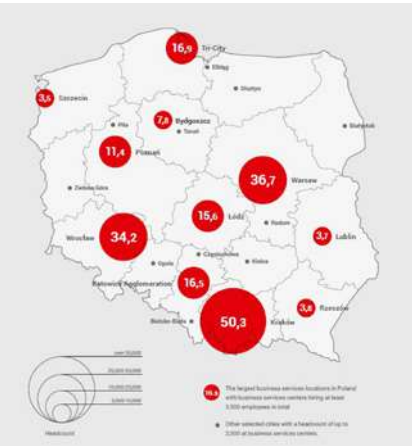 16,9 Tri-City
Elbląg
Olsztyn
3,5 Szczecin
7,8 Bydgoszcz
Piła
Toruń
Białystok
11,4 Poznań
36,7 Warsaw
Zielona Góra
15,6 Łódź
Radom
34,2
Wrocław
3,7 Lublin
Częstochowa
Opole
Kielce
Katowice Agglomeration
16,5
Bielsko-Biała
50,3 Kraków
3,8 Rzeszów
over 50,000
Headcount
The largest business services locations in Poland
with business services centers hiring at least
employees in total
Other selected cities with a headcount of up to
at business services centers.